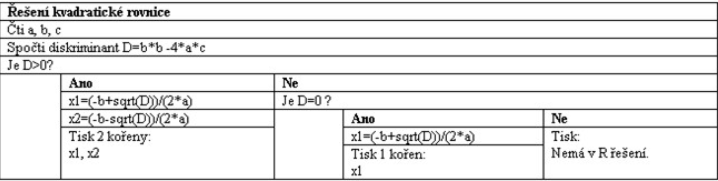 Řešení kvadratické rovnice
Čti a, b, c
Spočti diskriminant D=b*b -4*a*c
Je D>0?
Ano Ne
x1=(-b+sqrt(D))/(2*a) Je D=0 ?
x2=(-b-sqrt(D))/(2*a) Ano Ne
Tisk 2 kořeny: x1=(-b+sqrt(D))/(2*a) Tisk:
x1, x2 Tisk 1 kořen: Nemá v R řešení.
x1